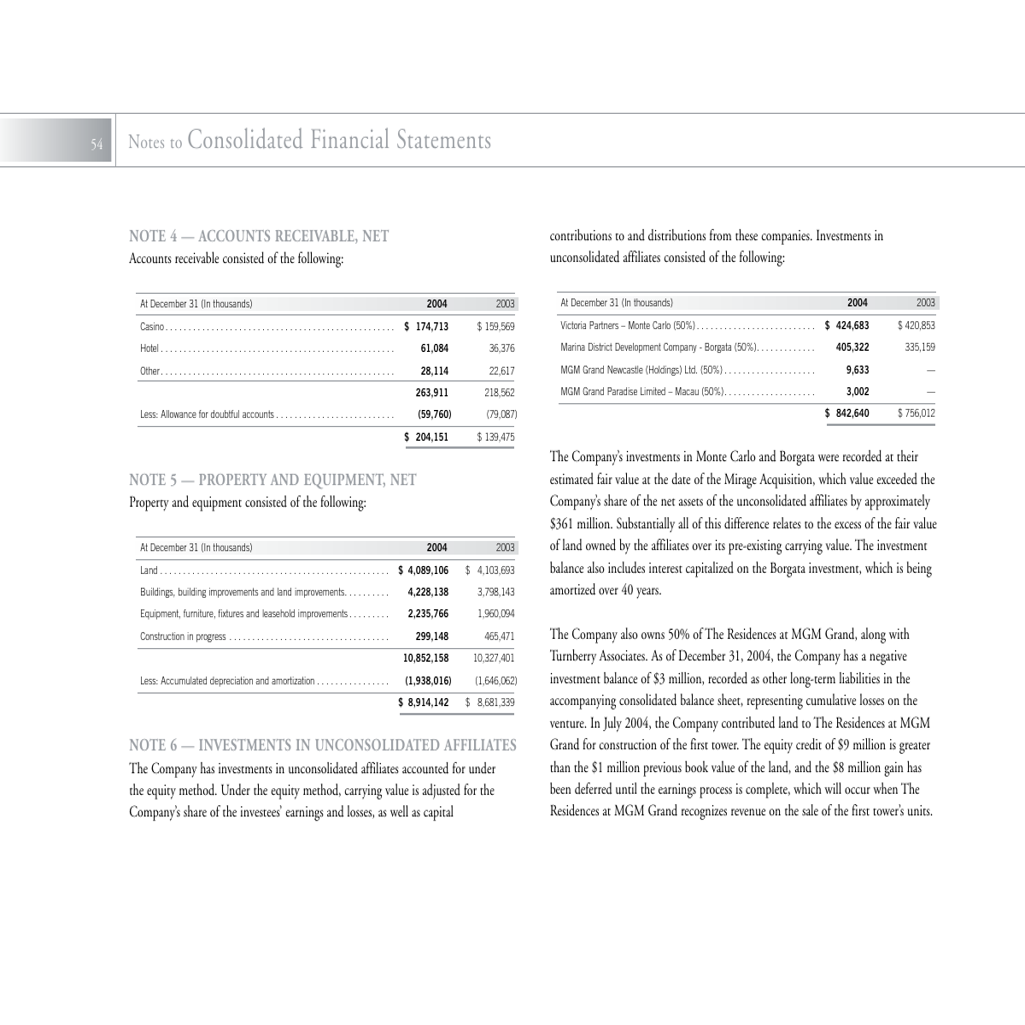 54
Notes to Consolidated Financial Statements
NOTE 4 — ACCOUNTS RECEIVABLE, NET
Accounts receivable consisted of the following:
At December 31 (In thousands) 2004 2003
Casino . . . . . . . . . . . . . . . . . . . . $ 174,713 $ 159,569
Hotel . . . . . . . . . . . . . . . . . . . . 61,084 36,376
Other . . . . . . . . . . . . . . . . . . . . 28,114 22,617
263,911 218,562
Less: Allowance for doubtful accounts . . . . . . . . . . (59,760) (79,087)
$ 204,151 $ 139,475
NOTE 5 — PROPERTY AND EQUIPMENT, NET
Property and equipment consisted of the following:
At December 31 (In thousands) 2004 2003
Land . . . . . . . . . . . . . . . . . . . . $ 4,089,106 $ 4,103,693
Buildings, building improvements and land improvements. . . . . . . . . . 4,228,138 3,798,143
Equipment, furniture, fixtures and leasehold improvements . . . . . . . . . 2,235,766 1,960,094
Construction in progress . . . . . . . . . . . . . . . . . . . . 299,148 465,471
10,852,158 10,327,401
Less: Accumulated depreciation and amortization . . . . . . . . . . (1,938,016) (1,646,062)
$ 8,914,142 $ 8,681,339
NOTE 6 — INVESTMENTS IN UNCONSOLIDATED AFFILIATES
The Company has investments in unconsolidated affiliates accounted for under
the equity method. Under the equity method, carrying value is adjusted for the
Company's share of the investees' earnings and losses, as well as capital
contributions to and distributions from these companies. Investments in
unconsolidated affiliates consisted of the following:
At December 31 (In thousands) 2004 2003
Victoria Partners – Monte Carlo (50%) . . . . . . . . . . $ 424,683 $ 420,853
Marina District Development Company - Borgata (50%). . . . . . . . . . 405,322 335,159
MGM Grand Newcastle (Holdings) Ltd. (50%) . . . . . . . . . . 9,633 —
MGM Grand Paradise Limited – Macau (50%) . . . . . . . . . . 3,002 —
$ 842,640 $ 756,012
The Company's investments in Monte Carlo and Borgata were recorded at their
estimated fair value at the date of the Mirage Acquisition, which value exceeded the
Company's share of the net assets of the unconsolidated affiliates by approximately
$361 million. Substantially all of this difference relates to the excess of the fair value
of land owned by the affiliates over its pre-existing carrying value. The investment
balance also includes interest capitalized on the Borgata investment, which is being
amortized over 40 years.
The Company also owns 50% of The Residences at MGM Grand, along with
Turnberry Associates. As of December 31, 2004, the Company has a negative
investment balance of $3 million, recorded as other long-term liabilities in the
accompanying consolidated balance sheet, representing cumulative losses on the
venture. In July 2004, the Company contributed land to The Residences at MGM
Grand for construction of the first tower. The equity credit of $9 million is greater
than the $1 million previous book value of the land, and the $8 million gain has
been deferred until the earnings process is complete, which will occur when The
Residences at MGM Grand recognizes revenue on the sale of the first tower's units.